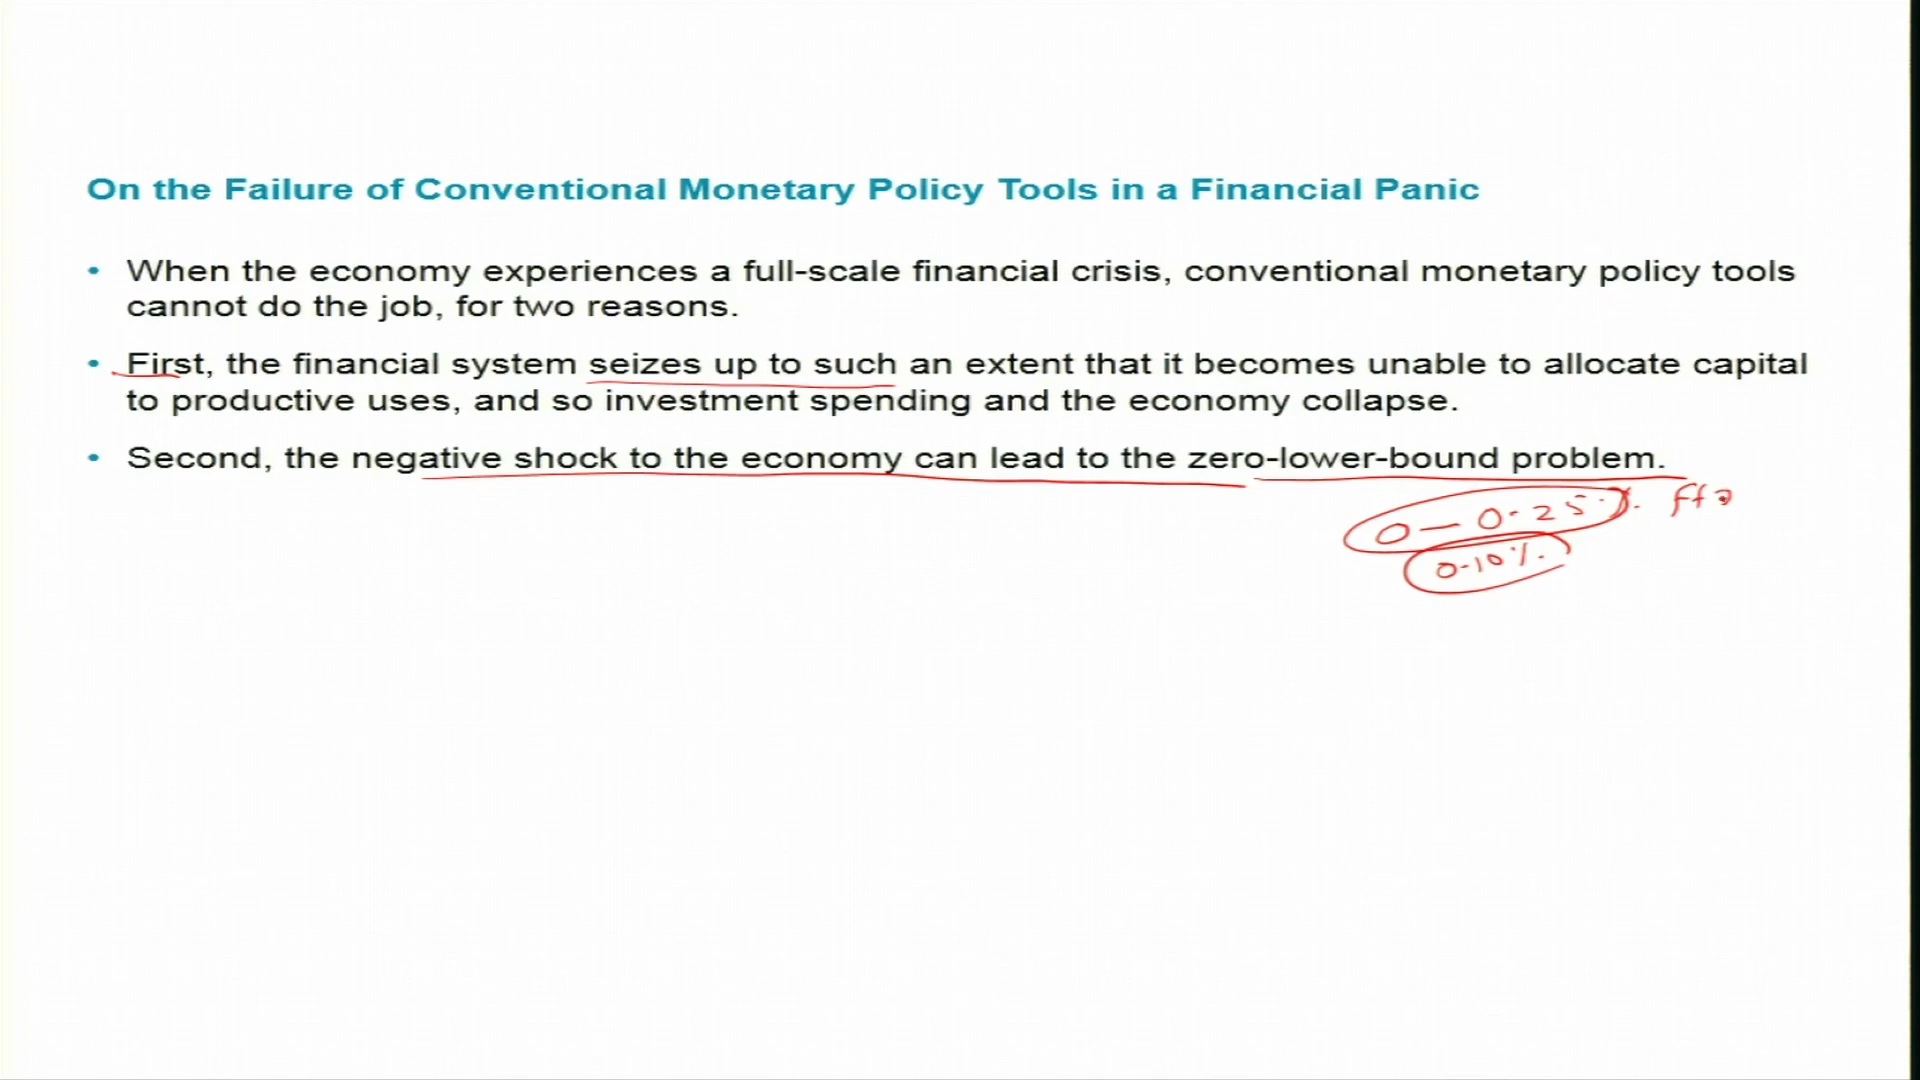 On the Failure of Conventional Monetary Policy Tools in a Financial Panic
• When the economy experiences a full-scale financial crisis, conventional monetary policy tools
cannot do the job, for two reasons.
• First, the financial system seizes up to such an extent that it becomes unable to allocate capital
to productive uses, and so investment spending and the economy collapse.
• Second, the negative shock to the economy can lead to the zero-lower-bound problem.
0 — 0.25%.
0.10%.